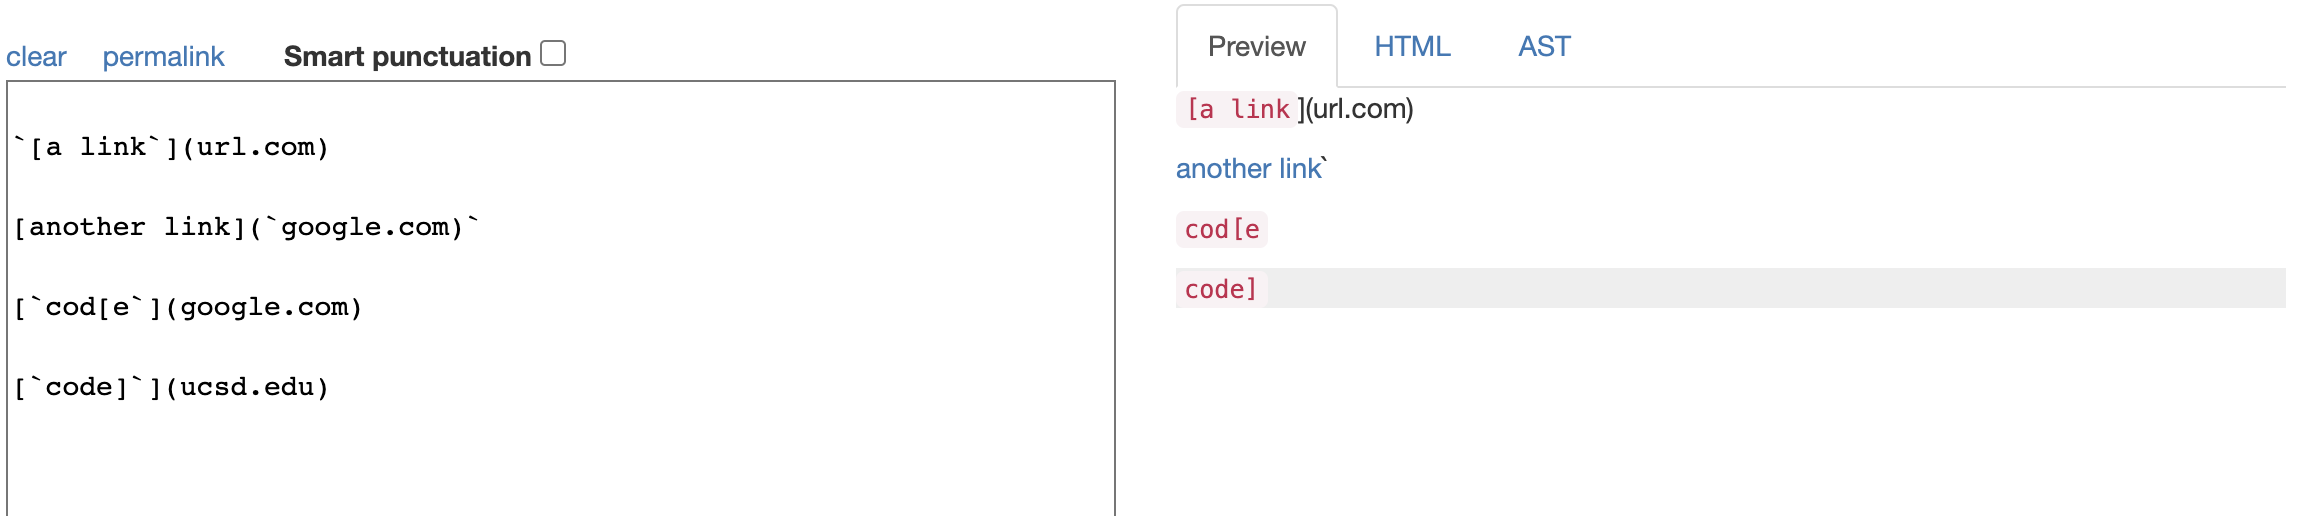 clear permalink Smart punctuation
`[a link`](url.com)
[another link](`google.com)`
[`cod[e`](google.com)
[`code]`](ucsd.edu)
Preview HTML AST
[a link](url.com)
another link`
cod[e
code]